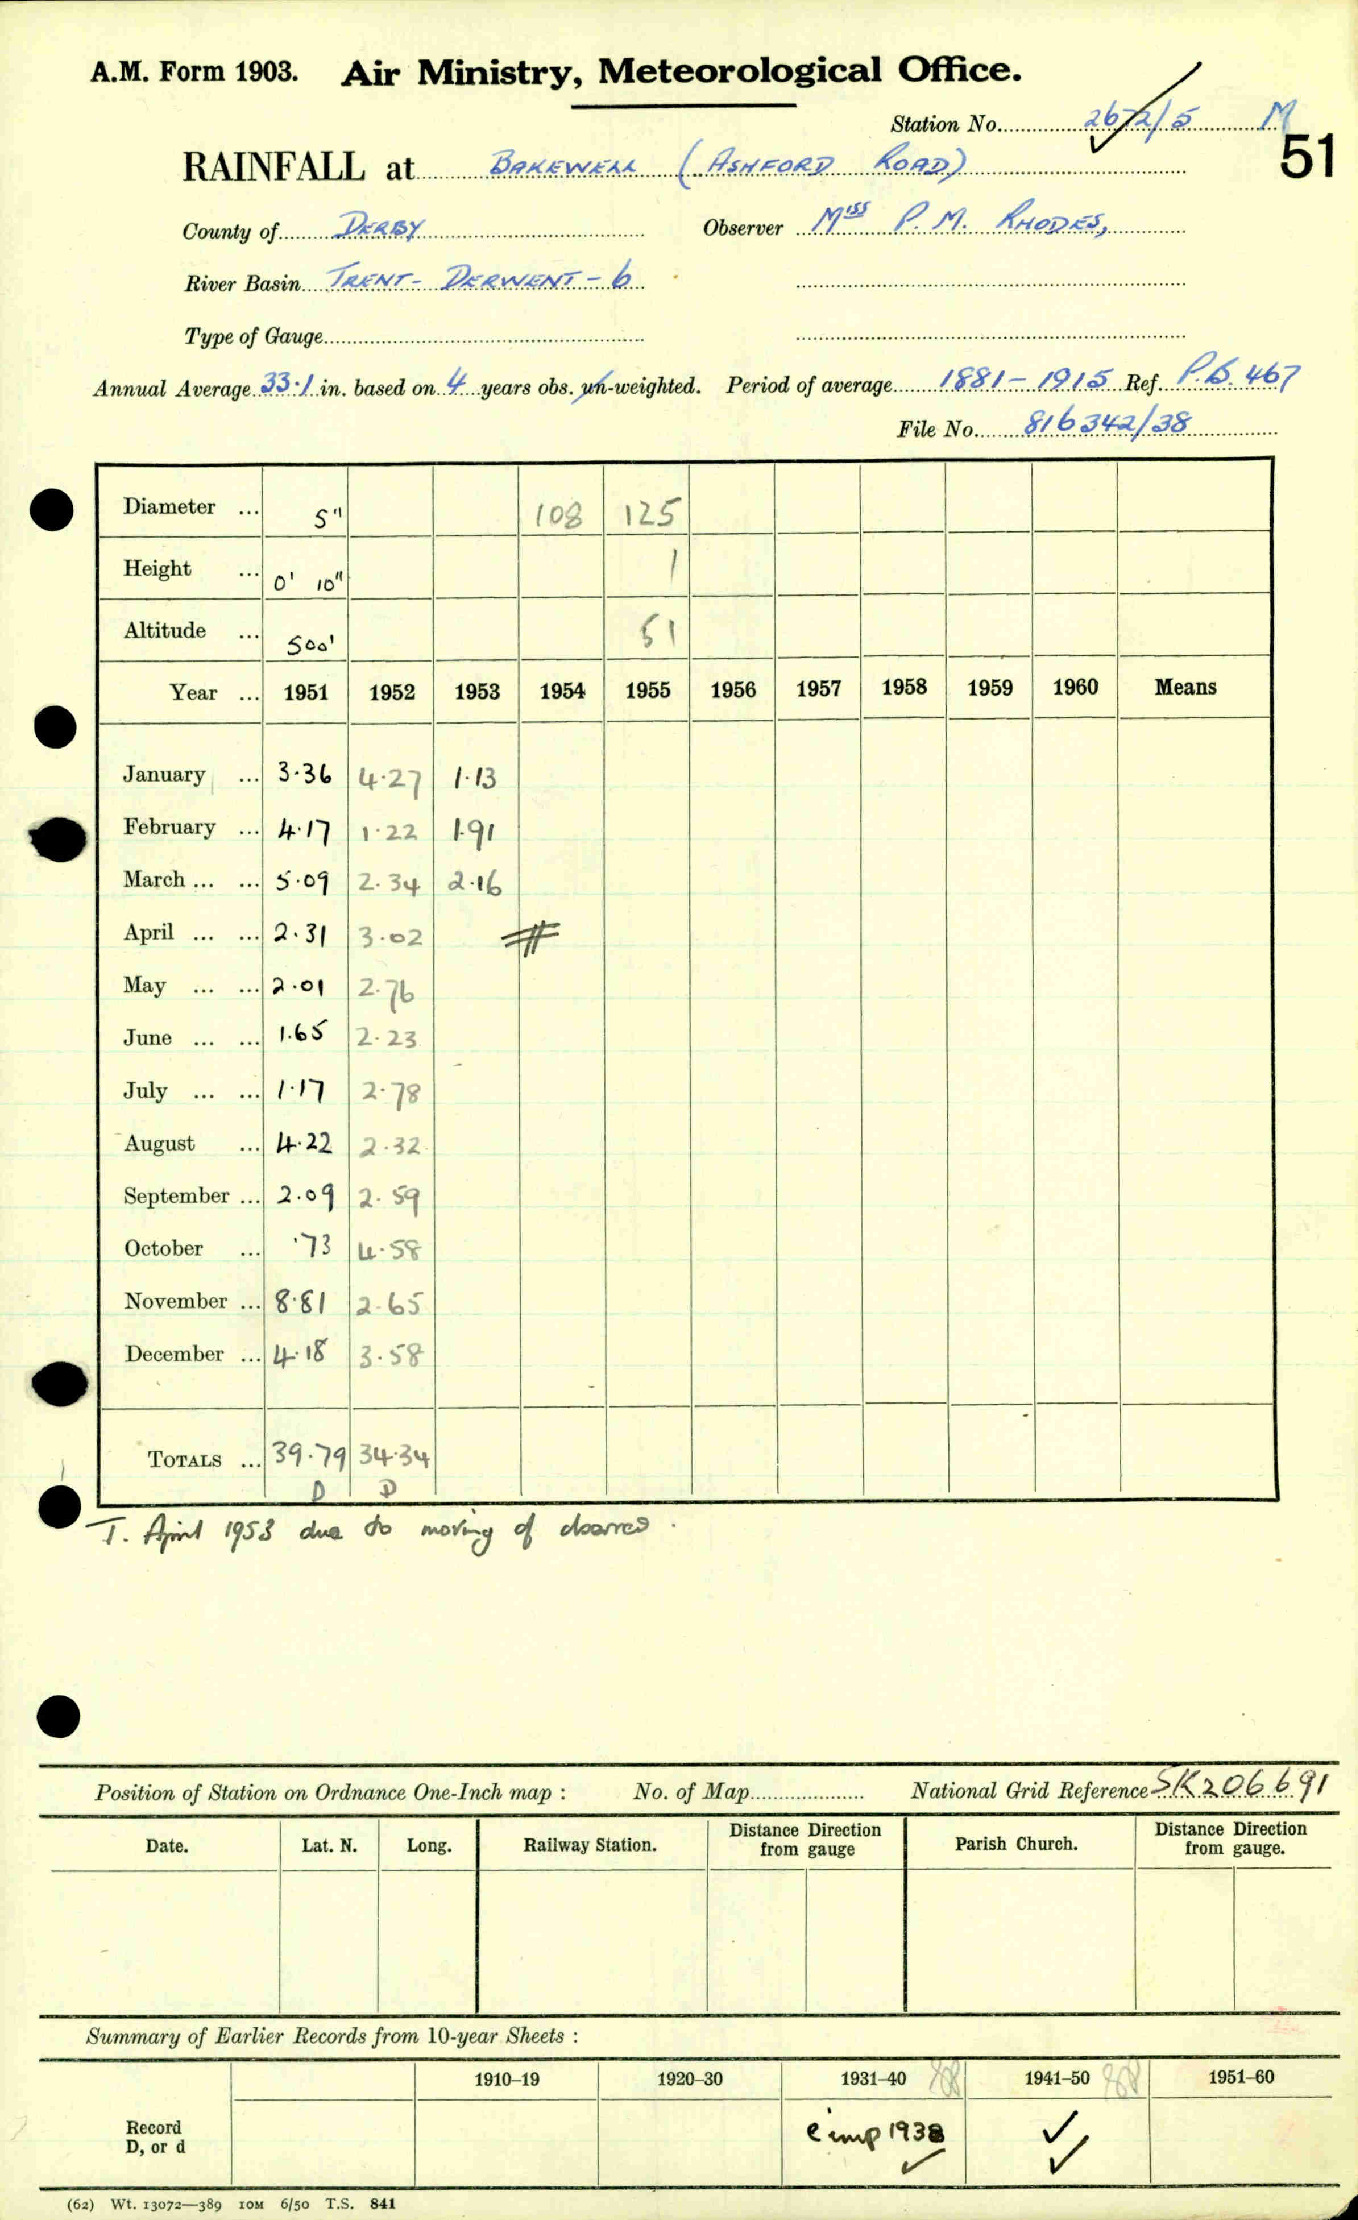 A.M. Form 1903. Air Ministry, Meteorological Office.
Station No. 2672/5 M
51
RAINFALL at BAKEWELL (ASHFORD ROAD)
County of DERBY Observer Miss P.M. RHODES,
River Basin TRENT - DERWENT - 6
Type of Gauge
Annual Average 33.1 in. based on 4 years obs. un-weighted. Period of average 1881 - 1915 Ref. P.B. 467
File No. 816342/38
Diameter ... 5" 108 125
Height ... 0' 10" 1
Altitude ... 500' 51
Year ... 1951 1952 1953 1954 1955 1956 1957 1958 1959 1960 Means
January ... 3.36 4.27 1.13
February ... 4.17 1.22 1.91
March ... ... 5.09 2.34 2.16
April ... ... 2.31 3.02
May ... ... 2.01 2.76
June ... ... 1.65 2.23
July ... ... 1.17 2.78
August ... 4.22 2.32
September ... 2.09 2.59
October ... .73 4.58
November ... 8.81 2.65
December ... 4.18 3.58
TOTALS ... 39.79 34.34
D D
T. April 1953 due to moving of
Position of Station on Ordnance One-Inch map : No. of Map National Grid Reference SK 206 691
Date. Lat. N. Long. Railway Station. Distance from Direction gauge Parish Church. Distance from Direction gauge.
Summary of Earlier Records from 10-year Sheets :
1910–19 1920–30 1931–40 1941–50 1951–60
Record D, or d 1938
(62) Wt. 13072—389 10M 6/50 T.S. 841